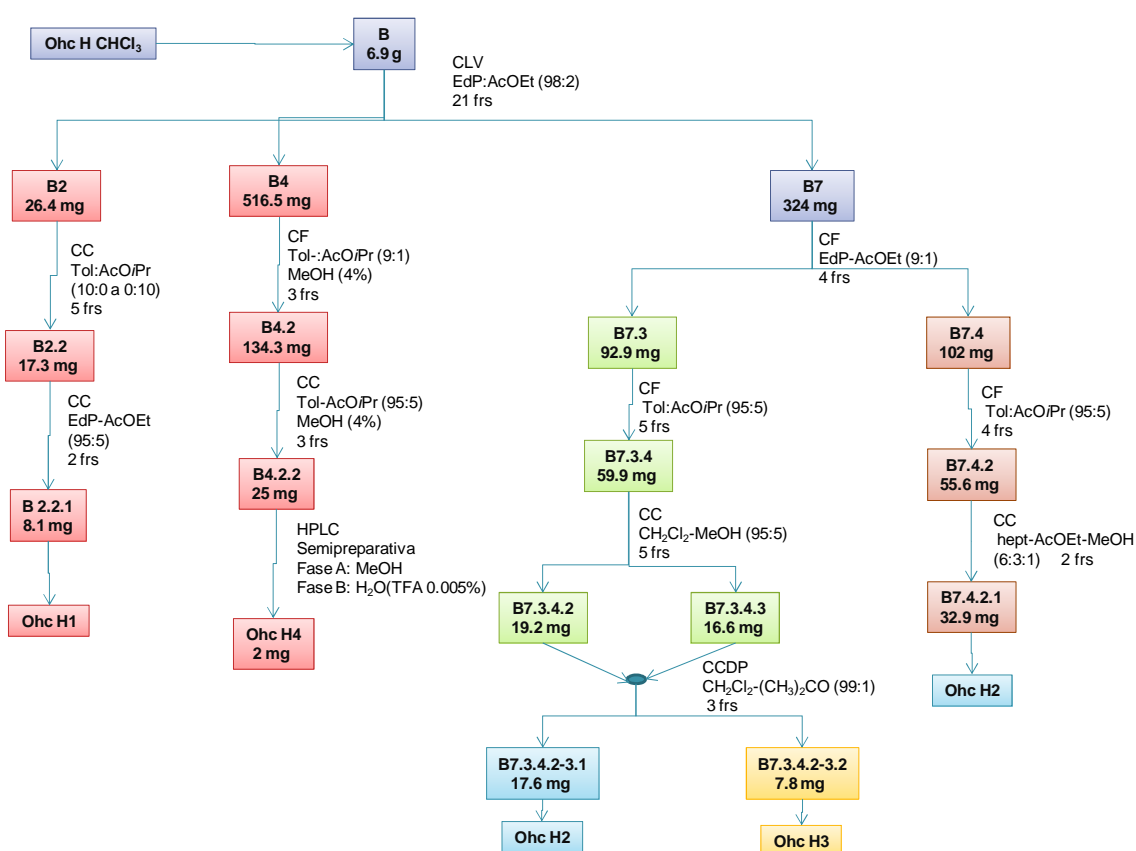 Ohc H CHCl₃
B
6.9 g
CLV
EdP:AcOEt (98:2)
21 frs
B2
26.4 mg
B4
516.5 mg
B7
324 mg
CC
Tol:AcOiPr
(10:0 a 0:10)
5 frs
CF
Tol-:AcOiPr (9:1)
MeOH (4%)
3 frs
CF
EdP-AcOEt (9:1)
4 frs
B2.2
17.3 mg
B4.2
134.3 mg
B7.3
92.9 mg
B7.4
102 mg
CC
EdP-AcOEt
(95:5)
2 frs
CC
Tol-AcOiPr (95:5)
MeOH (4%)
3 frs
CF
Tol:AcOiPr (95:5)
5 frs
CF
Tol:AcOiPr (95:5)
4 frs
B 2.2.1
8.1 mg
B4.2.2
25 mg
B7.3.4
59.9 mg
B7.4.2
55.6 mg
HPLC
Semipreparativa
Fase A: MeOH
Fase B: H₂O(TFA 0.005%)
CC
CH₂Cl₂-MeOH (95:5)
5 frs
CC
hept-AcOEt-MeOH
(6:3:1) 2 frs
Ohc H1
Ohc H4
2 mg
B7.3.4.2
19.2 mg
B7.3.4.3
16.6 mg
B7.4.2.1
32.9 mg
CCDP
CH₂Cl₂-(CH₃)₂CO (99:1)
3 frs
Ohc H2
B7.3.4.2-3.1
17.6 mg
B7.3.4.2-3.2
7.8 mg
Ohc H2
Ohc H3